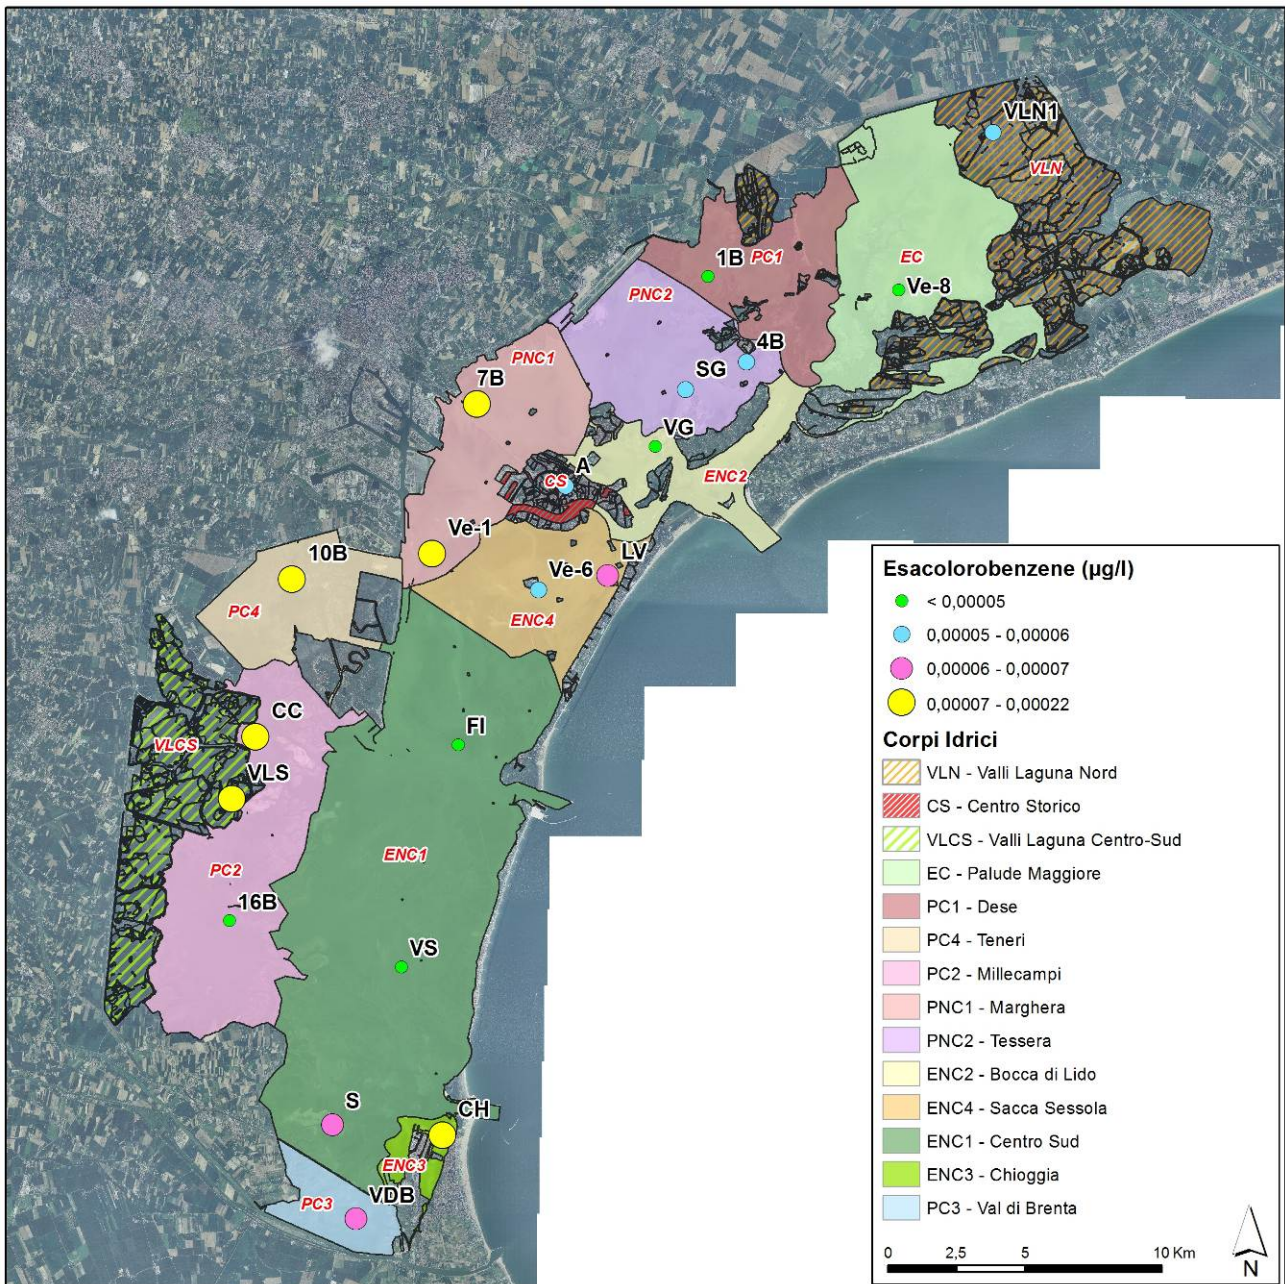 VLN1
VLN
1B
PC1
EC
Ve-8
PNC2
4B
SG
PNC1
7B
VG
A
CS
ENC2
Ve-1
LV
10B
Ve-6
PC4
ENC4
CC
FI
VLCS
VLS
ENC1
PC2
16B
VS
S
CH
ENC3
VDB
PC3
Esacolorobenzene (µg/l)
< 0,00005
0,00005 - 0,00006
0,00006 - 0,00007
0,00007 - 0,00022
Corpi Idrici
VLN - Valli Laguna Nord
CS - Centro Storico
VLCS - Valli Laguna Centro-Sud
EC - Palude Maggiore
PC1 - Dese
PC4 - Teneri
PC2 - Millecampi
PNC1 - Marghera
PNC2 - Tessera
ENC2 - Bocca di Lido
ENC4 - Sacca Sessola
ENC1 - Centro Sud
ENC3 - Chioggia
PC3 - Val di Brenta
0 2,5 5 10 Km
N